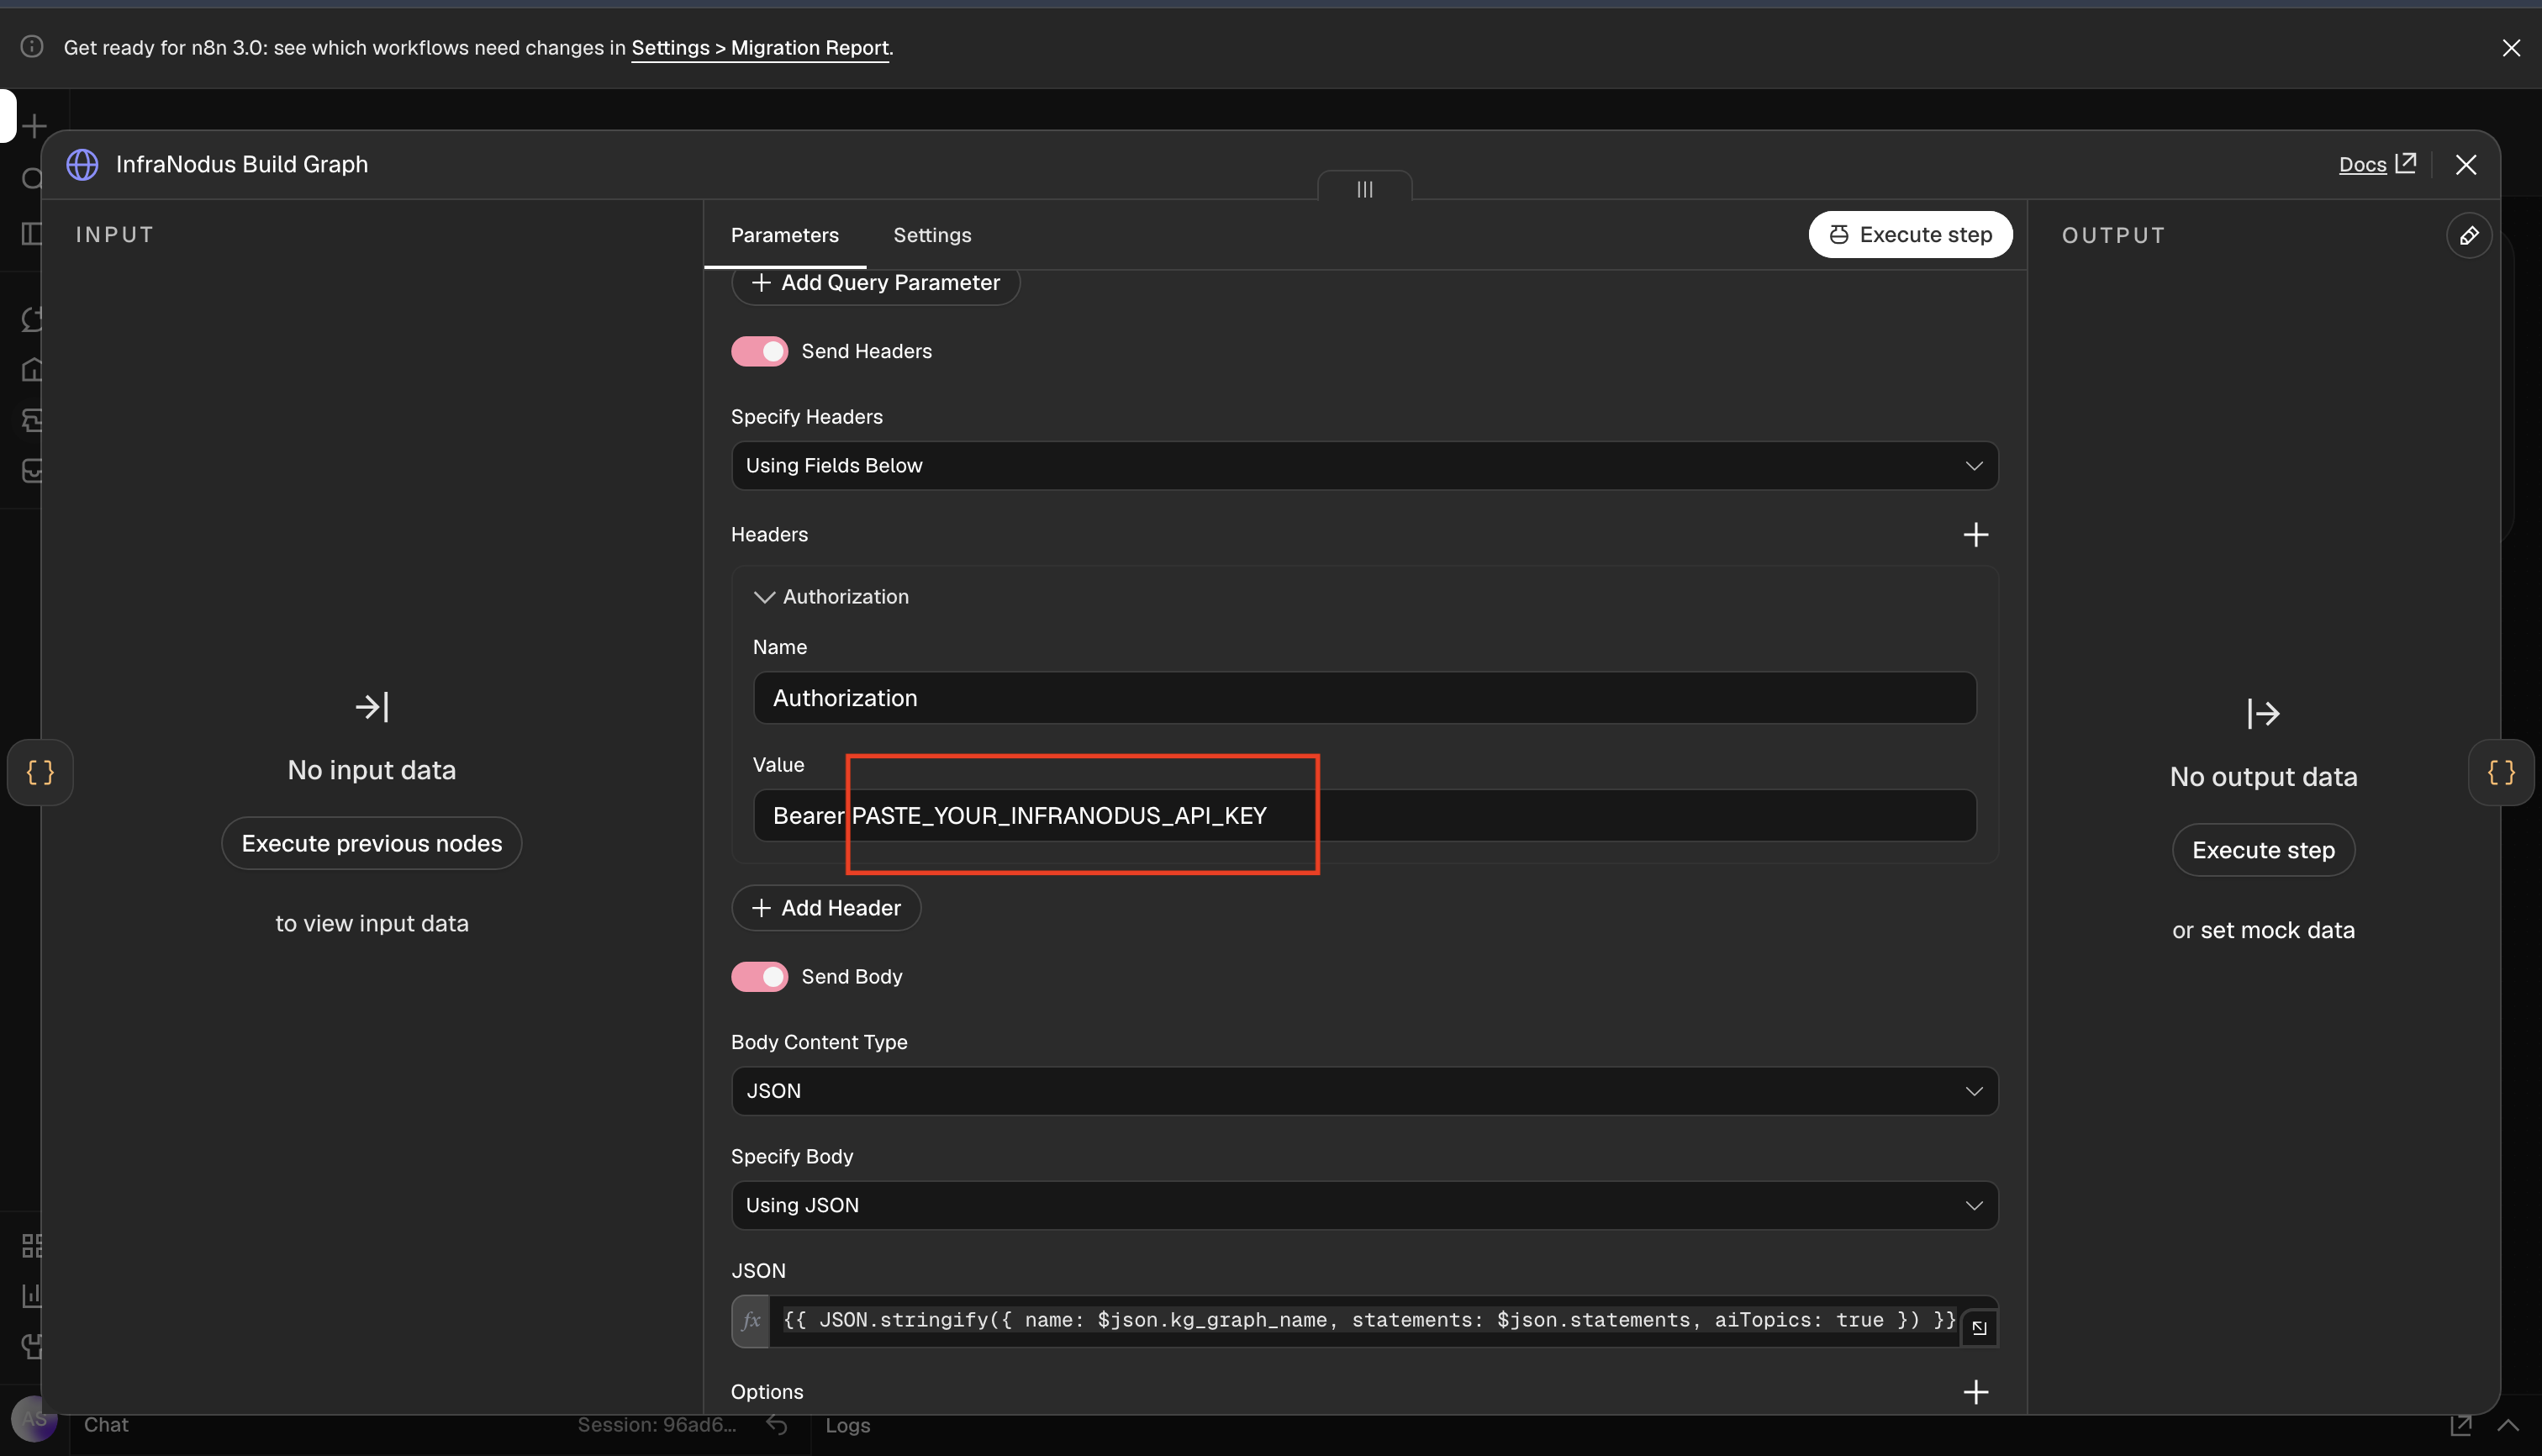 Get ready for n8n 3.0: see which workflows need changes in Settings > Migration Report.
InfraNodus Build Graph
Docs
INPUT
Parameters
Settings
Execute step
OUTPUT
Add Query Parameter
Send Headers
Specify Headers
Using Fields Below
Headers
Authorization
Name
Authorization
Value
Bearer PASTE_YOUR_INFRANODUS_API_KEY
Add Header
Send Body
Body Content Type
JSON
Specify Body
Using JSON
JSON
fx {{ JSON.stringify({ name: $json.kg_graph_name, statements: $json.statements, aiTopics: true }) }}
Options
No input data
Execute previous nodes
to view input data
No output data
Execute step
or set mock data
{}
{}
AS
Chat
Session: 96ad6...
Logs